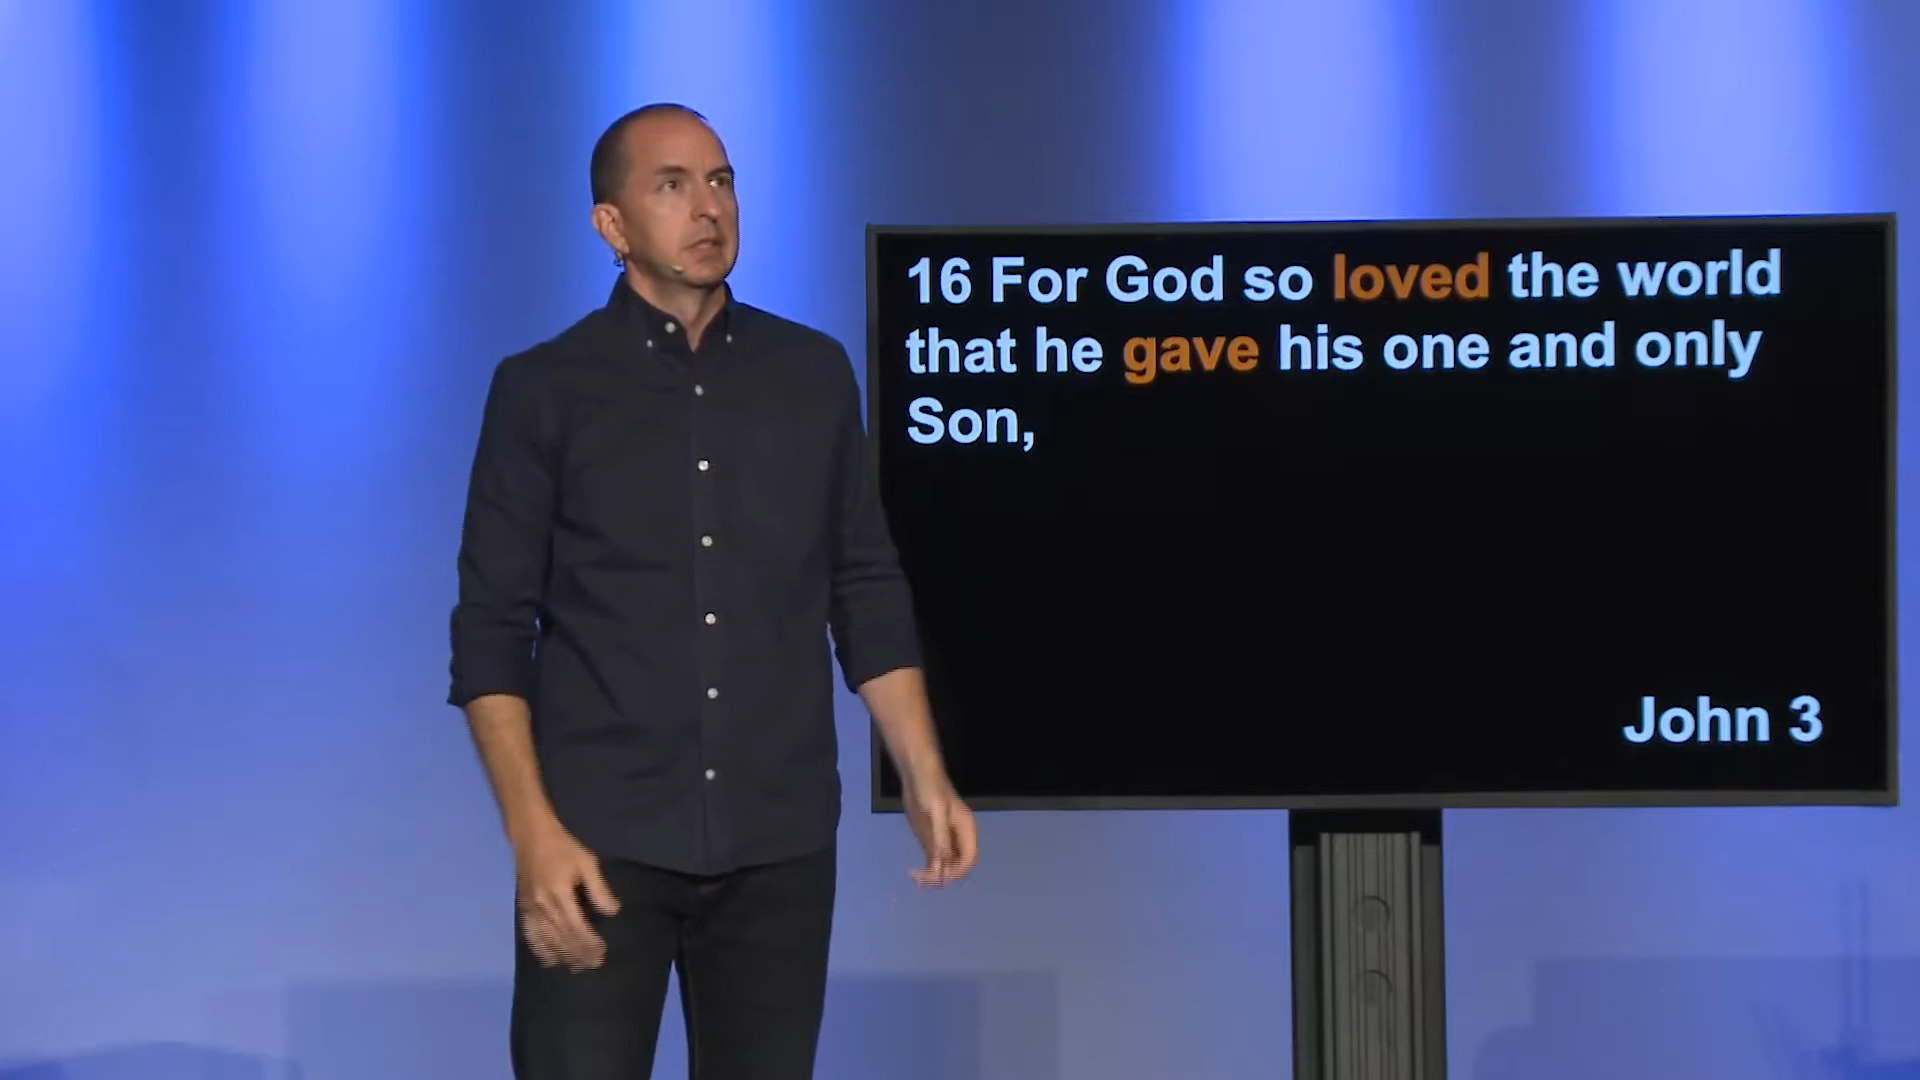 16 For God so loved the world
that he gave his one and only
Son,
John 3